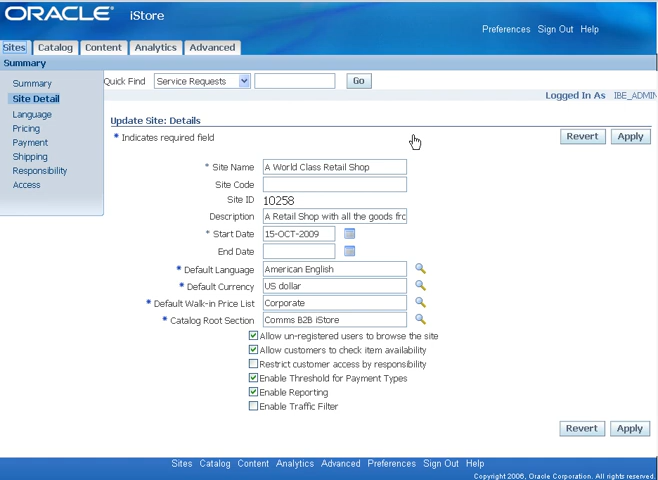 ORACLE® iStore
Preferences Sign Out Help
Sites Catalog Content Analytics Advanced
Summary
Summary
Site Detail
Language
Pricing
Payment
Shipping
Responsibility
Access
Quick Find Service Requests Go
Logged In As IBE_ADMIN
Update Site: Details
* Indicates required field
Revert Apply
* Site Name A World Class Retail Shop
Site Code
Site ID 10258
Description A Retail Shop with all the goods fro
* Start Date 15-OCT-2009
End Date
* Default Language American English
* Default Currency US dollar
* Default Walk-in Price List Corporate
* Catalog Root Section Comms B2B iStore
Allow un-registered users to browse the site
Allow customers to check item availability
Restrict customer access by responsibility
Enable Threshold for Payment Types
Enable Reporting
Enable Traffic Filter
Revert Apply
Sites Catalog Content Analytics Advanced Preferences Sign Out Help
Copyright 2006, Oracle Corporation. All rights reserved.